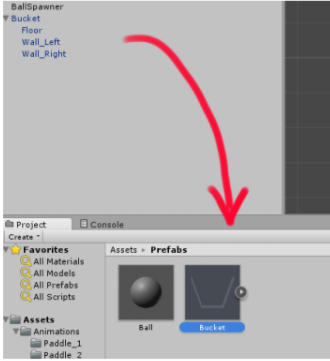 BallSpawner
Bucket
Floor
Wall_Left
Wall_Right
Project
Console
Create
Favorites
All Materials
All Models
All Prefabs
All Scripts
Assets
Animations
Paddle_1
Paddle_2
Assets ▸ Prefabs
Ball
Bucket